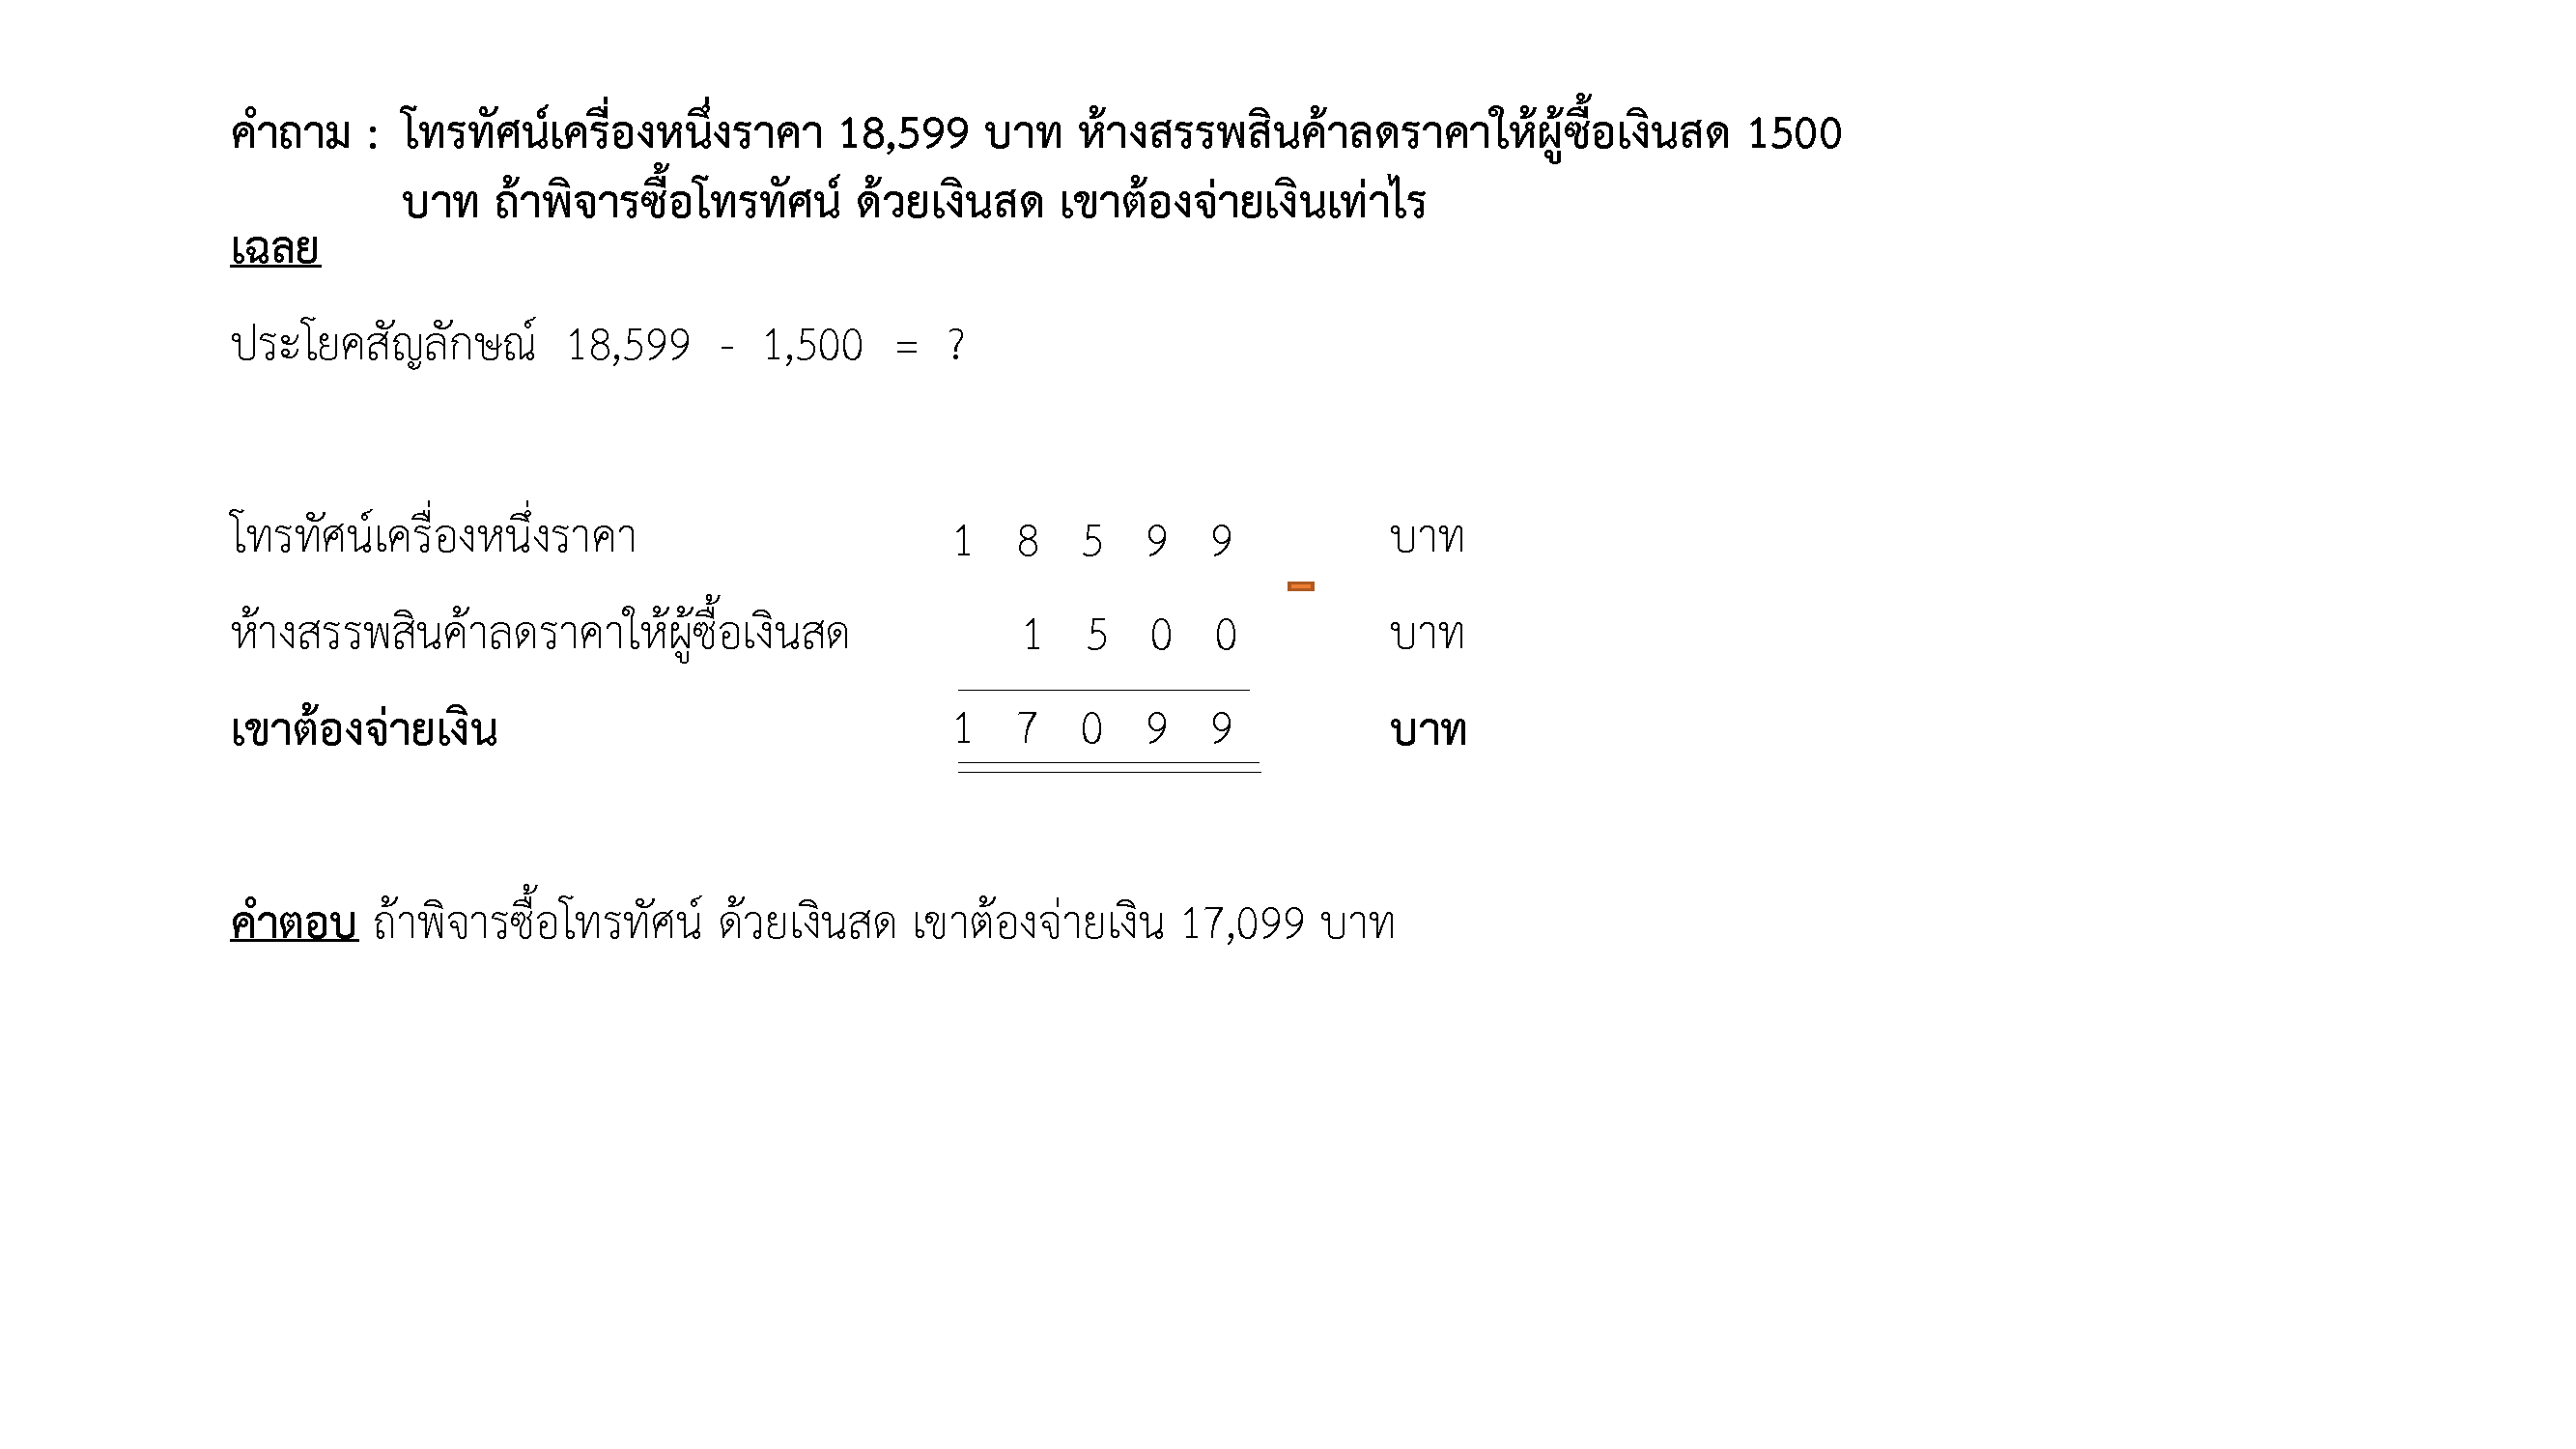 คำถาม : โทรทัศน์เครื่องหนึ่งราคา 18,599 บาท ห้างสรรพสินค้าลดราคาให้ผู้ซื้อเงินสด 1500
บาท ถ้าพิจารซื้อโทรทัศน์ ด้วยเงินสด เขาต้องจ่ายเงินเท่าไร
เฉลย
ประโยคสัญลักษณ์ 18,599 - 1,500 = ?
โทรทัศน์เครื่องหนึ่งราคา 1 8 5 9 9 บาท
-
ห้างสรรพสินค้าลดราคาให้ผู้ซื้อเงินสด 1 5 0 0 บาท
เขาต้องจ่ายเงิน 1 7 0 9 9 บาท
คำตอบ ถ้าพิจารซื้อโทรทัศน์ ด้วยเงินสด เขาต้องจ่ายเงิน 17,099 บาท